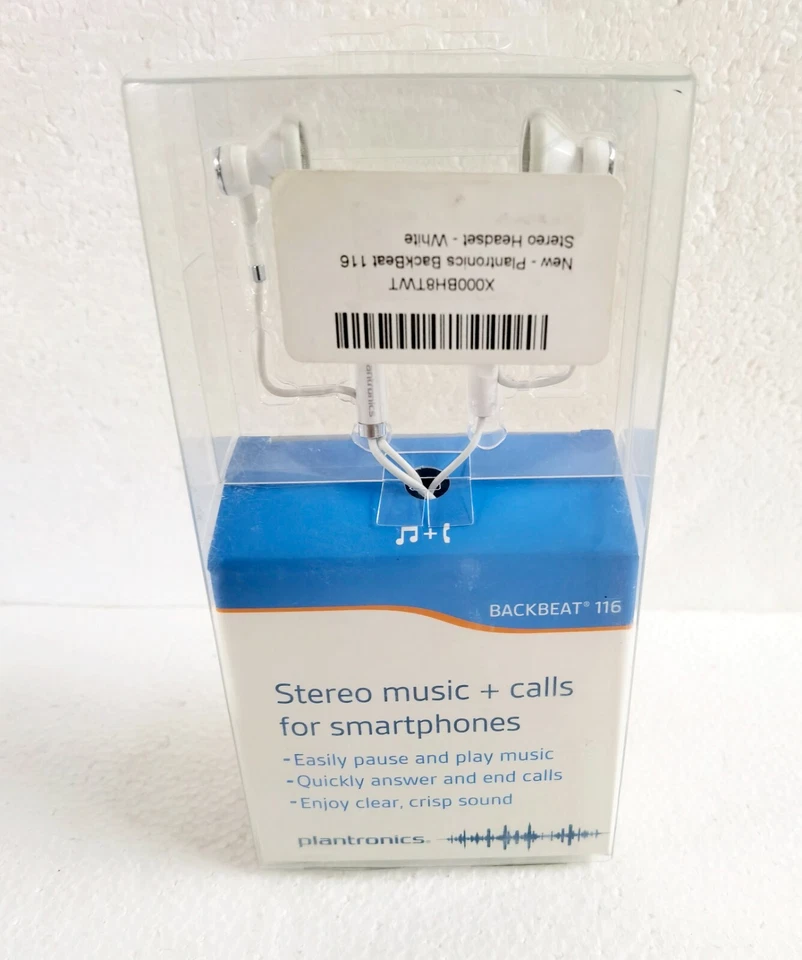 X000BH8TWT
New - Plantronics BackBeat 116
Stereo Headset - White
antronics
BACKBEAT® 116
Stereo music + calls
for smartphones
-Easily pause and play music
-Quickly answer and end calls
-Enjoy clear, crisp sound
plantronics®